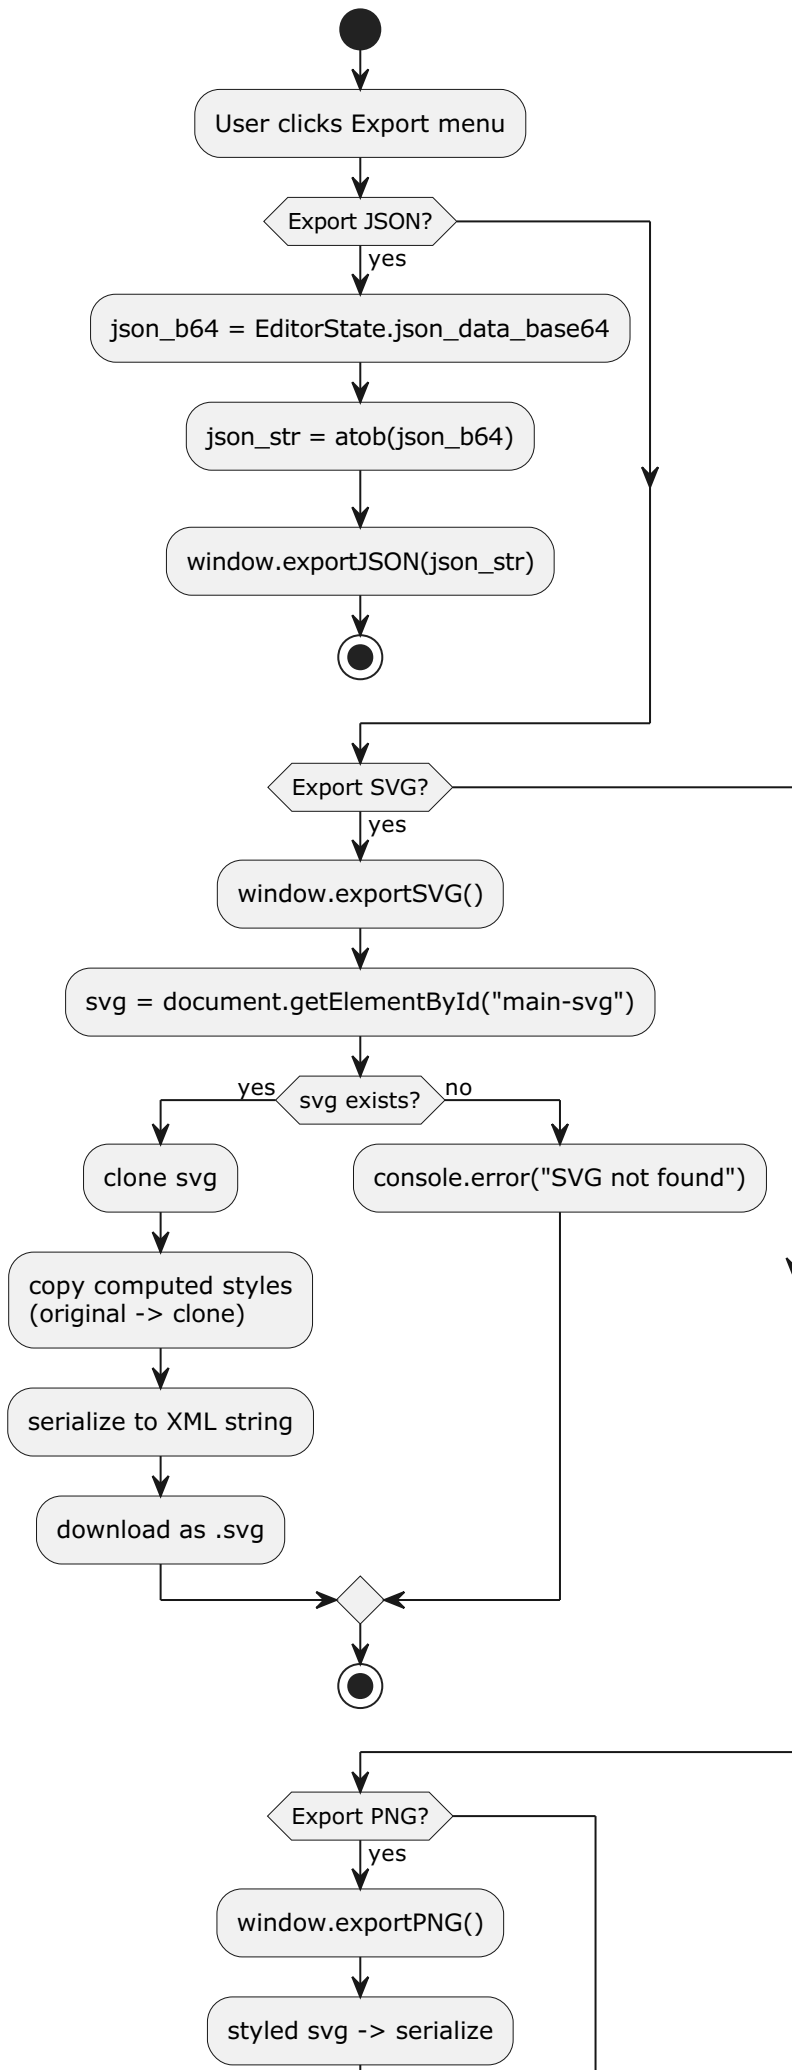 User clicks Export menu
Export JSON?
yes
json_b64 = EditorState.json_data_base64
json_str = atob(json_b64)
window.exportJSON(json_str)
Export SVG?
yes
window.exportSVG()
svg = document.getElementById("main-svg")
yes
svg exists?
no
clone svg
console.error("SVG not found")
copy computed styles
(original -> clone)
serialize to XML string
download as .svg
Export PNG?
yes
window.exportPNG()
styled svg -> serialize